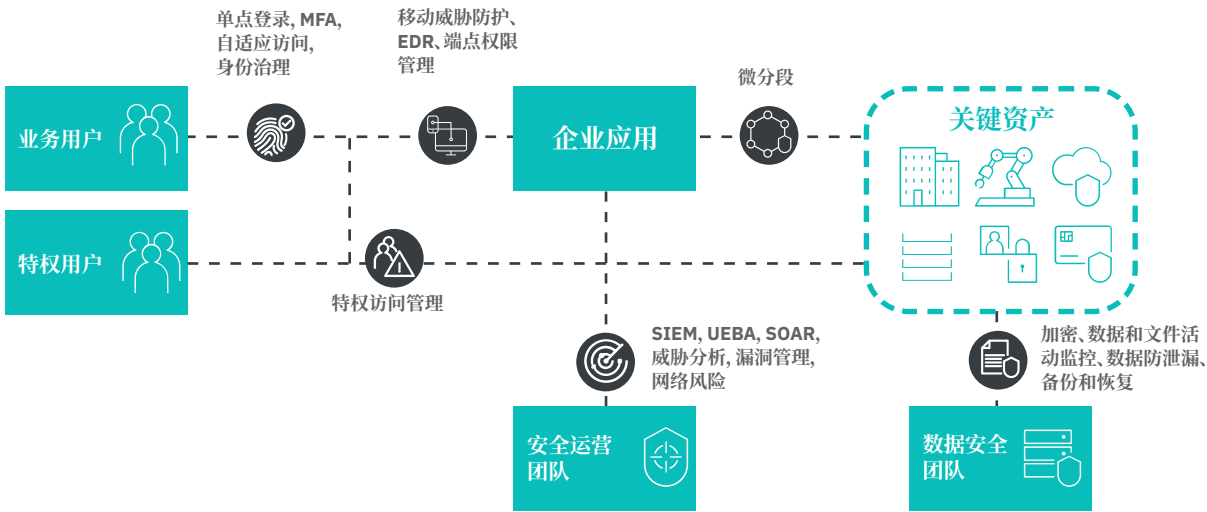 单点登录, MFA,
自适应访问,
身份治理
移动威胁防护、
EDR、端点权限
管理
微分段
业务用户
企业应用
关键资产
特权用户
特权访问管理
SIEM, UEBA, SOAR,
威胁分析, 漏洞管理,
网络风险
加密、数据和文件活
动监控、数据防泄漏、
备份和恢复
安全运营
团队
数据安全
团队